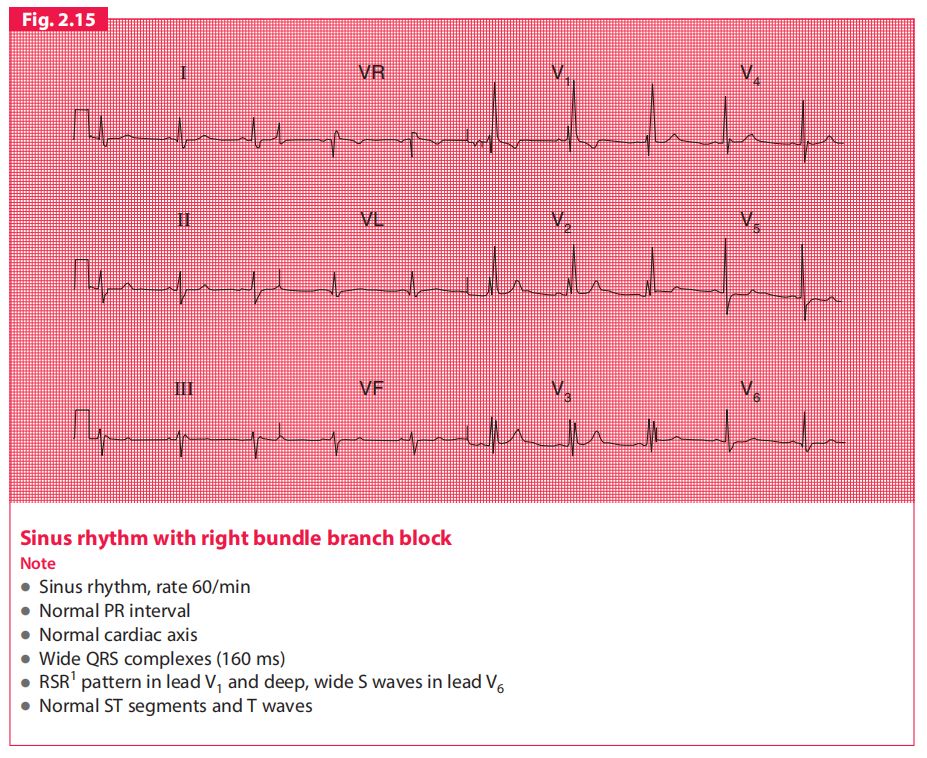 Fig. 2.15
I VR V1 V4
II VL V2 V5
III VF V3 V6
Sinus rhythm with right bundle branch block
Note
● Sinus rhythm, rate 60/min
● Normal PR interval
● Normal cardiac axis
● Wide QRS complexes (160 ms)
● RSR¹ pattern in lead V₁ and deep, wide S waves in lead V₆
● Normal ST segments and T waves